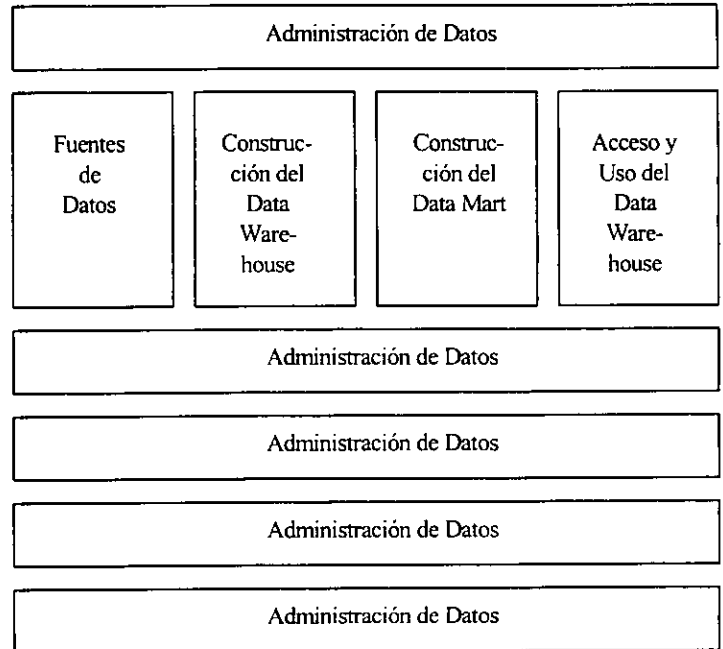 Administración de Datos
Fuentes
de
Datos
Construc-
ción del
Data
Ware-
house
Construc-
ción del
Data Mart
Acceso y
Uso del
Data
Ware-
house
Administración de Datos
Administración de Datos
Administración de Datos
Administración de Datos